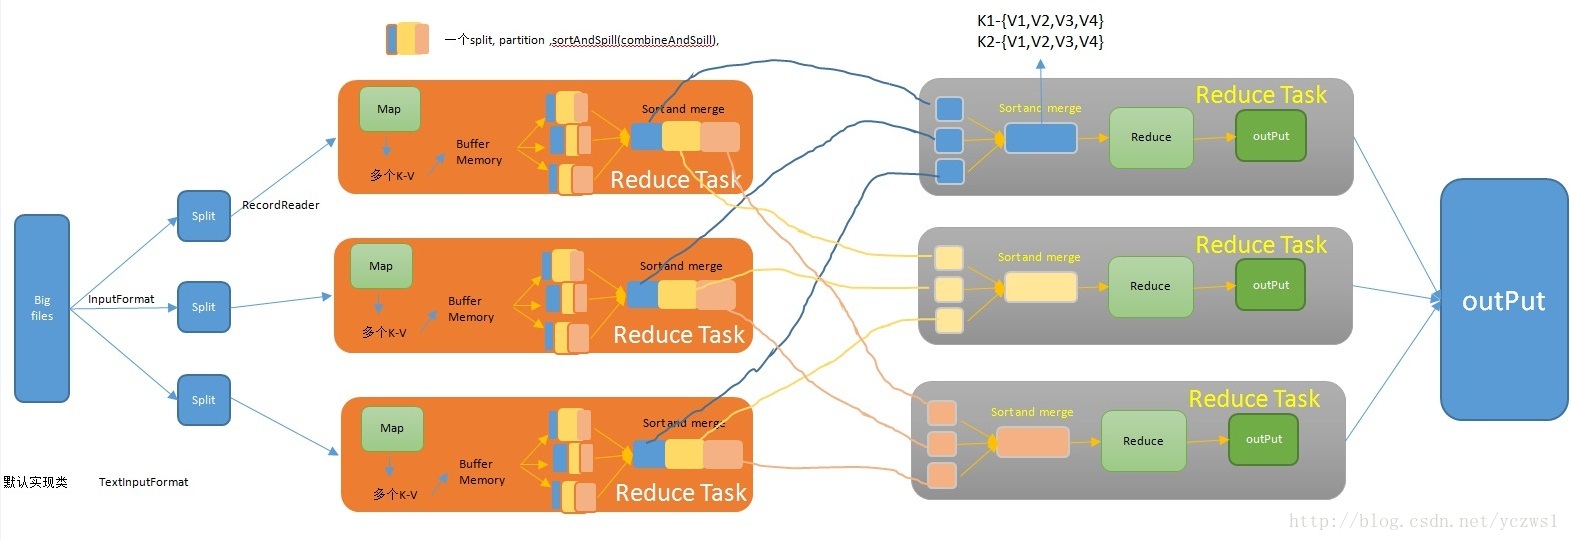 一个split, partition ,sortAndSpill(combineAndSpill),
K1-{V1,V2,V3,V4}
K2-{V1,V2,V3,V4}
Big
files
InputFormat
Split
Split
Split
RecordReader
默认实现类 TextInputFormat
Map
多个K-V
Buffer
Memory
Sortand merge
Reduce Task
Map
多个K-V
Buffer
Memory
Sortand merge
Reduce Task
Map
多个K-V
Buffer
Memory
Sortand merge
Reduce Task
Reduce Task
Sortand merge
Reduce
outPut
Reduce Task
Sortand merge
Reduce
outPut
Reduce Task
Sortand merge
Reduce
outPut
outPut
http://blog.csdn.net/yczws1